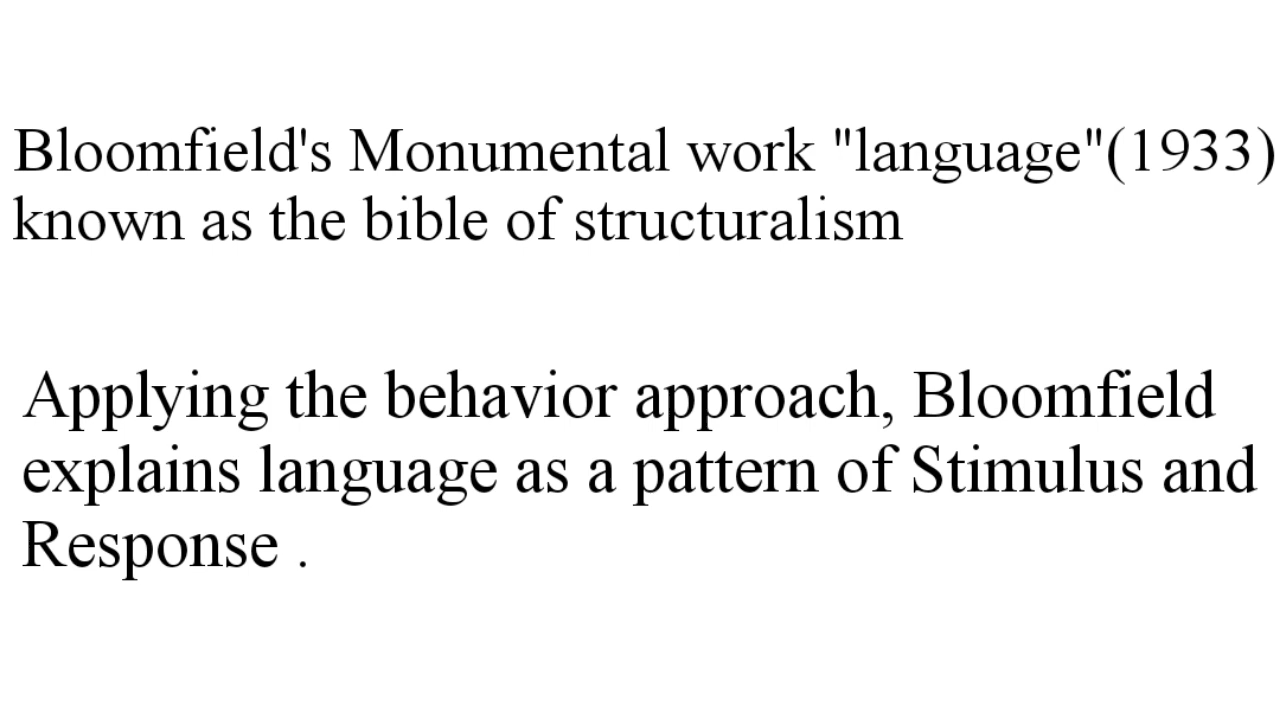 Bloomfield's Monumental work "language"(1933)
known as the bible of structuralism
Applying the behavior approach, Bloomfield
explains language as a pattern of Stimulus and
Response .